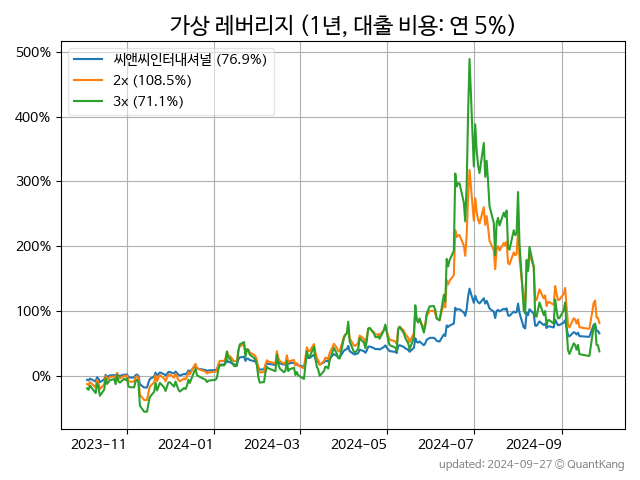 가상 레버리지 (1년, 대출 비용: 연 5%)
500%
400%
300%
200%
100%
0%
씨앤씨인터내셔널 (76.9%)
2x (108.5%)
3x (71.1%)
2023-11
2024-01
2024-03
2024-05
2024-07
2024-09
updated: 2024-09-27 © QuantKang